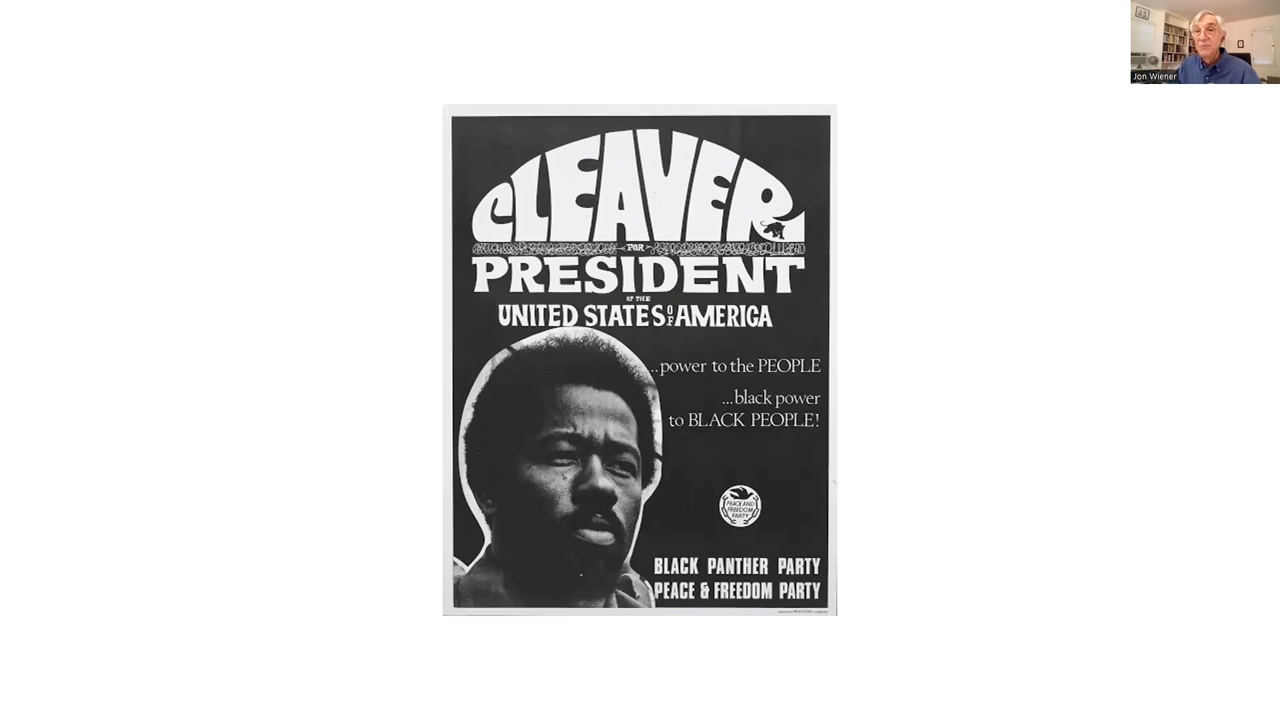 Jon Wiener
CLEAVER
FOR
PRESIDENT
OF THE
UNITED STATES OF AMERICA
...power to the PEOPLE
...black power
to BLACK PEOPLE!
PEACE AND
FREEDOM
PARTY
BLACK PANTHER PARTY
PEACE & FREEDOM PARTY